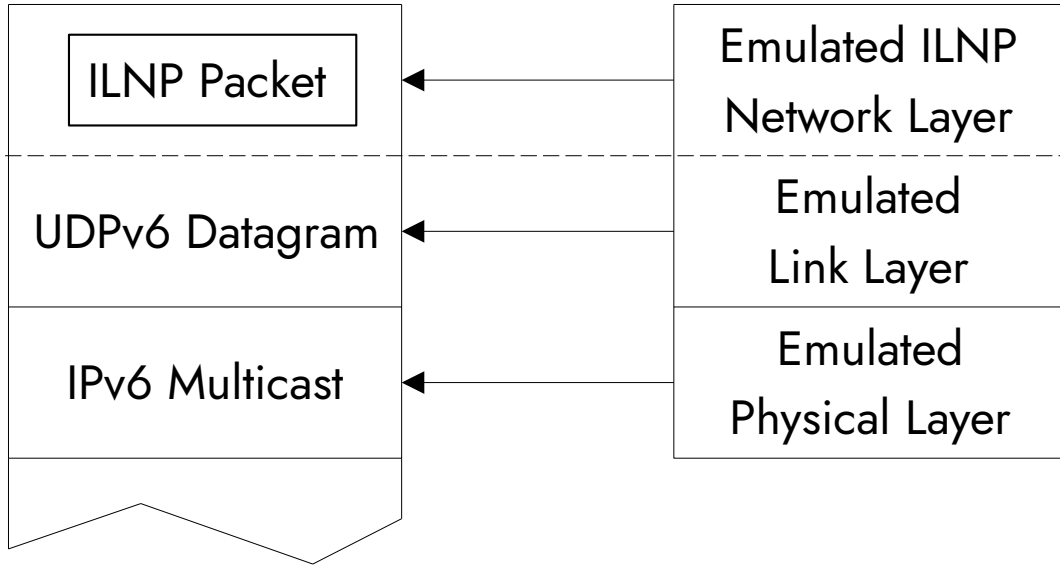 ILNP Packet
Emulated ILNP
Network Layer
UDPv6 Datagram
Emulated
Link Layer
IPv6 Multicast
Emulated
Physical Layer